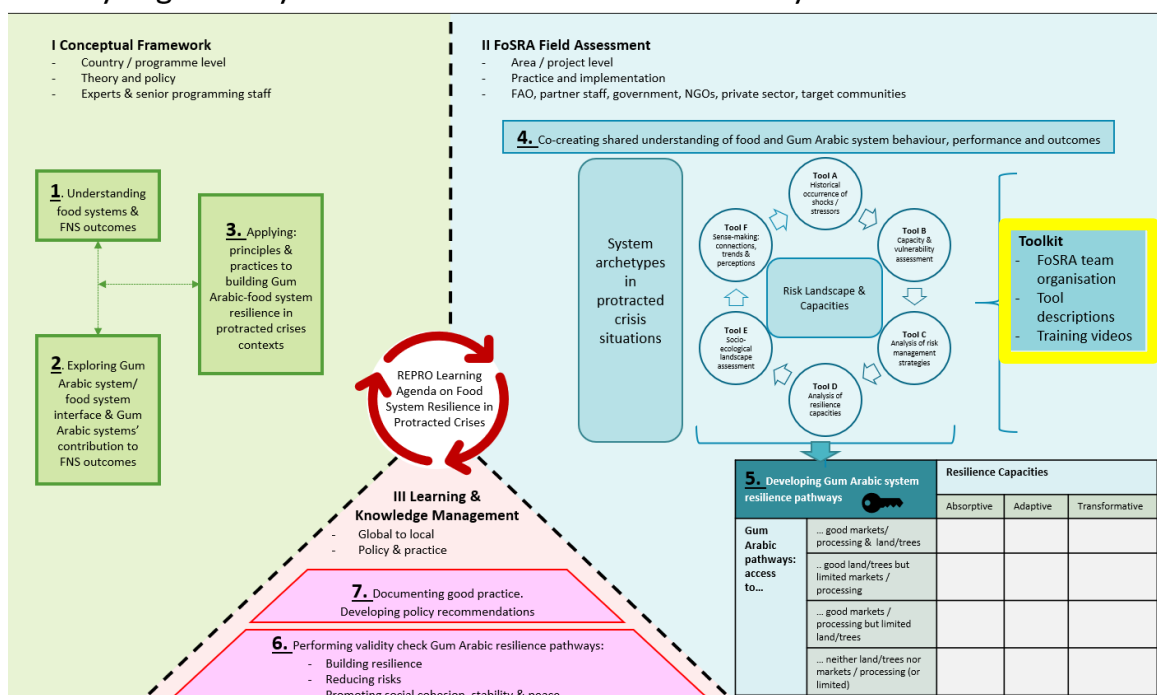 I Conceptual Framework
- Country / programme level
- Theory and policy
- Experts & senior programming staff
1. Understanding
food systems &
FNS outcomes
2. Exploring Gum
Arabic system/
food system
interface & Gum
Arabic systems'
contribution to
FNS outcomes
3. Applying:
principles &
practices to
building Gum
Arabic-food system
resilience in
protracted crises
contexts
II FoSRA Field Assessment
- Area / project level
- Practice and implementation
- FAO, partner staff, government, NGOs, private sector, target communities
4. Co-creating shared understanding of food and Gum Arabic system behaviour, performance and outcomes
System
archetypes
in
protracted
crisis
situations
Tool A
Historical
occurrence of
shocks /
stressors
Tool B
Capacity &
vulnerability
assessment
Tool C
Analysis of risk
management
strategies
Tool D
Analysis of
resilience
capacities
Tool E
Socio-
ecological
landscape
assessment
Tool F
Sense-making:
connections,
trends &
perceptions
Risk Landscape &
Capacities
Toolkit
- FoSRA team
organisation
- Tool
descriptions
- Training videos
REPRO Learning
Agenda on Food
System Resilience in
Protracted Crises
5. Developing Gum Arabic system
resilience pathways
Resilience Capacities
Absorptive Adaptive Transformative
Gum
Arabic
pathways:
access
to...
... good markets/
processing & land/trees
.. good land/trees but
limited markets /
processing
... good markets /
processing but limited
land/trees
... neither land/trees nor
markets / processing (or
limited)
III Learning &
Knowledge Management
- Global to local
- Policy & practice
7. Documenting good practice.
Developing policy recommendations
6. Performing validity check Gum Arabic resilience pathways:
- Building resilience
- Reducing risks
- Promoting social cohesion, stability & peace